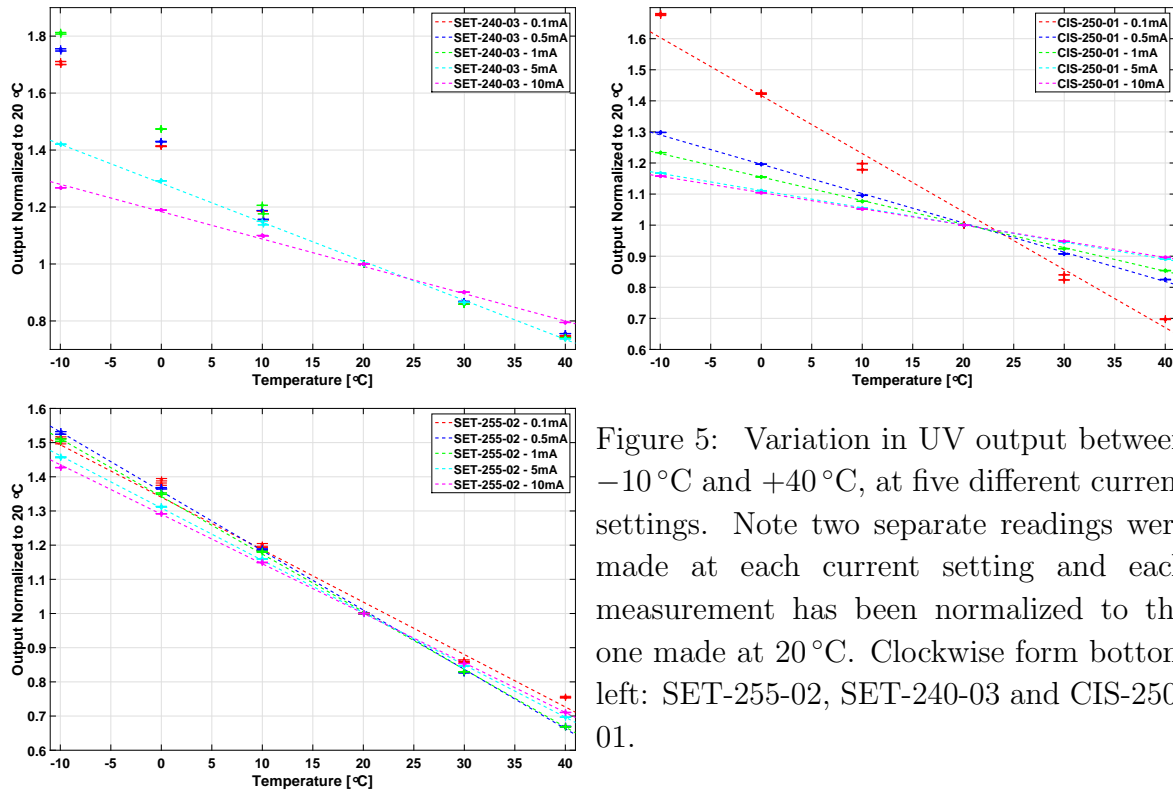 Output Normalized to 20 °C
1.8
1.6
1.4
1.2
1
0.8
-10 -5 0 5 10 15 20 25 30 35 40
Temperature [°C]
SET-240-03 - 0.1mA
SET-240-03 - 0.5mA
SET-240-03 - 1mA
SET-240-03 - 5mA
SET-240-03 - 10mA
Output Normalized to 20 °C
1.6
1.5
1.4
1.3
1.2
1.1
1
0.9
0.8
0.7
0.6
-10 -5 0 5 10 15 20 25 30 35 40
Temperature [°C]
CIS-250-01 - 0.1mA
CIS-250-01 - 0.5mA
CIS-250-01 - 1mA
CIS-250-01 - 5mA
CIS-250-01 - 10mA
Output Normalized to 20 °C
1.6
1.5
1.4
1.3
1.2
1.1
1
0.9
0.8
0.7
0.6
-10 -5 0 5 10 15 20 25 30 35 40
Temperature [°C]
SET-255-02 - 0.1mA
SET-255-02 - 0.5mA
SET-255-02 - 1mA
SET-255-02 - 5mA
SET-255-02 - 10mA
Figure 5: Variation in UV output between
−10 °C and +40 °C, at five different curren
settings. Note two separate readings wer
made at each current setting and eac
measurement has been normalized to th
one made at 20 °C. Clockwise form bottom
left: SET-255-02, SET-240-03 and CIS-250
01.